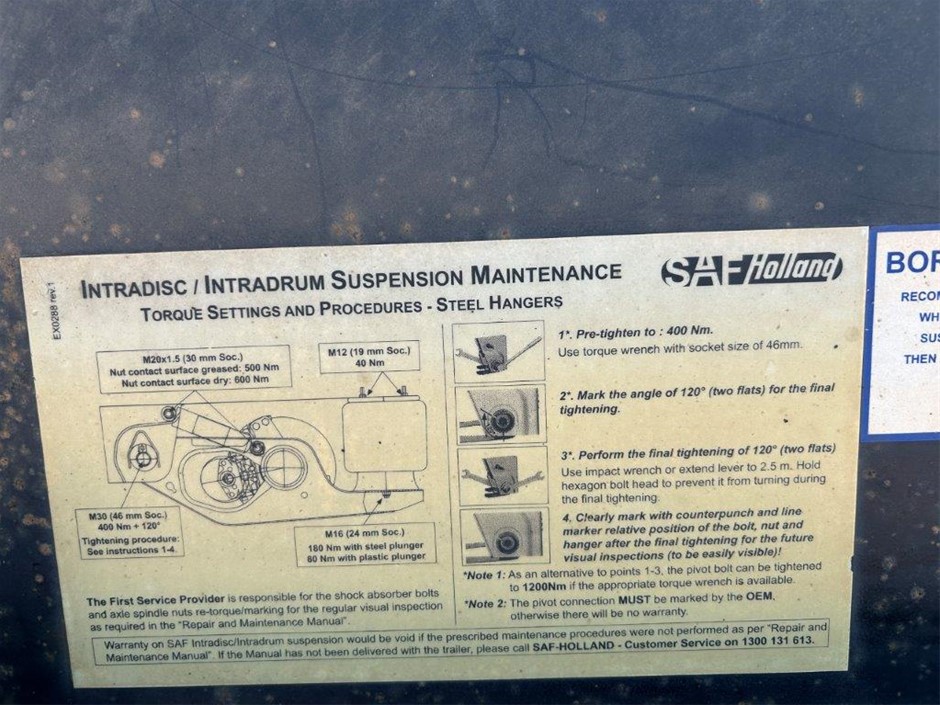 INTRADISC / INTRADRUM SUSPENSION MAINTENANCE
TORQUE SETTINGS AND PROCEDURES - STEEL HANGERS
SAF Holland
EX0288 rev.1
M20x1.5 (30 mm Soc.)
Nut contact surface greased: 500 Nm
Nut contact surface dry: 600 Nm
M12 (19 mm Soc.)
40 Nm
M30 (46 mm Soc.)
400 Nm + 120°
Tightening procedure:
See instructions 1-4.
M16 (24 mm Soc.)
180 Nm with steel plunger
80 Nm with plastic plunger
The First Service Provider is responsible for the shock absorber bolts
and axle spindle nuts re-torque/marking for the regular visual inspection
as required in the "Repair and Maintenance Manual".
1*. Pre-tighten to : 400 Nm.
Use torque wrench with socket size of 46mm.
2*. Mark the angle of 120° (two flats) for the final
tightening.
3*. Perform the final tightening of 120° (two flats)
Use impact wrench or extend lever to 2.5 m. Hold
hexagon bolt head to prevent it from turning during
the final tightening.
4. Clearly mark with counterpunch and line
marker relative position of the bolt, nut and
hanger after the final tightening for the future
visual inspections (to be easily visible)!
*Note 1: As an alternative to points 1-3, the pivot bolt can be tightened
to 1200Nm if the appropriate torque wrench is available.
*Note 2: The pivot connection MUST be marked by the OEM,
otherwise there will be no warranty.
Warranty on SAF Intradisc/Intradrum suspension would be void if the prescribed maintenance procedures were not performed as per "Repair and
Maintenance Manual". If the Manual has not been delivered with the trailer, please call SAF-HOLLAND - Customer Service on 1300 131 613.
BOR
RECOM
WH
SUS
THEN